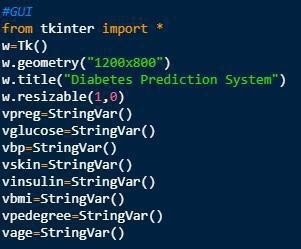 #GUI
from tkinter import *
w=Tk()
w.geometry("1200x800")
w.title("Diabetes Prediction System")
w.resizable(1,0)
vpreg=StringVar()
vglucose=StringVar()
vbp=StringVar()
vskin=StringVar()
vinsulin=StringVar()
vbmi=StringVar()
vpedegree=StringVar()
vage=StringVar()